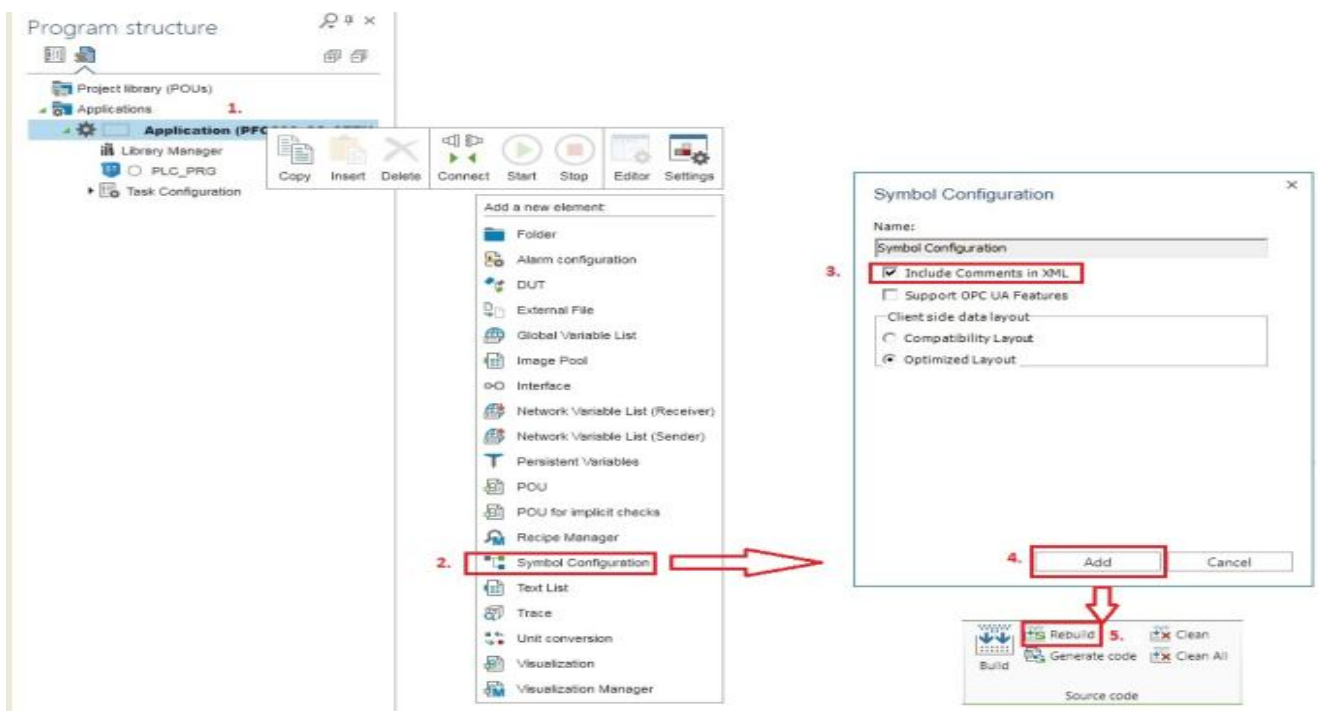 Program structure
Project library (POUs)
Applications
1.
Application (PFC
Library Manager
PLC_PRG
Task Configuration
Copy Insert Delete Connect Start Stop Editor Settings
Add a new element:
Folder
Alarm configuration
DUT
External File
Global Variable List
Image Pool
Interface
Network Variable List (Receiver)
Network Variable List (Sender)
Persistent Variables
POU
POU for implicit checks
Recipe Manager
2. Symbol Configuration
Text List
Trace
Unit conversion
Visualization
Visualization Manager
Symbol Configuration
Name:
Symbol Configuration
3. Include Comments in XML
Support OPC UA Features
Client side data layout
Compatibility Layout
Optimized Layout
4. Add Cancel
Rebuild 5. Clean
Build Generate code Clean All
Source code